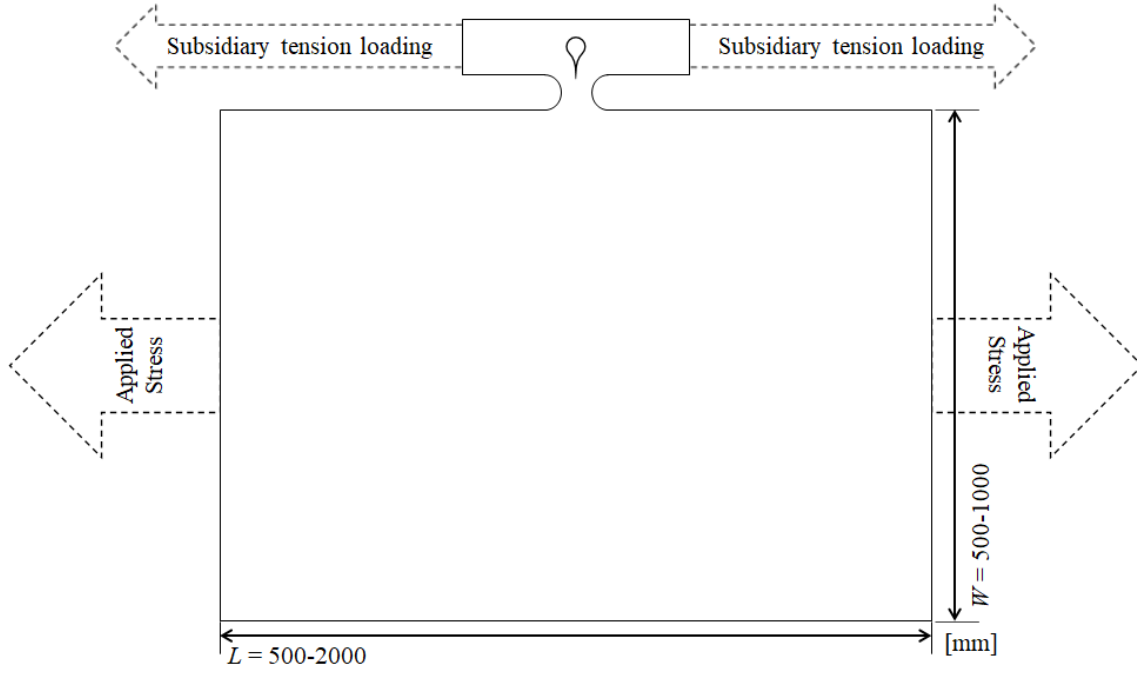 Subsidiary tension loading
Subsidiary tension loading
Applied
Stress
Applied
Stress
W = 500-1000
[mm]
L = 500-2000